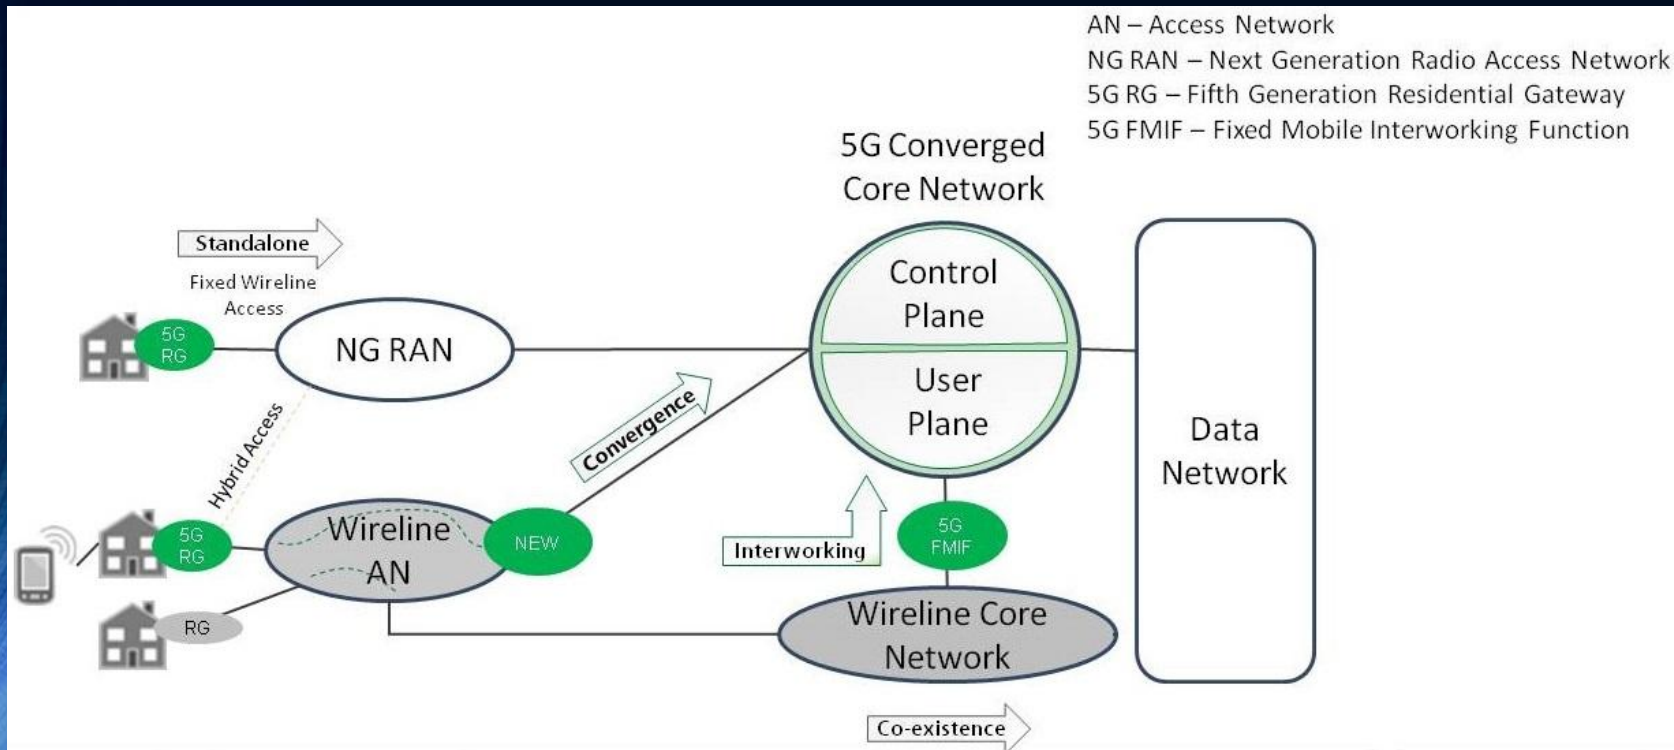 AN – Access Network
NG RAN – Next Generation Radio Access Network
5G RG – Fifth Generation Residential Gateway
5G FMIF – Fixed Mobile Interworking Function
5G Converged
Core Network
Standalone
Fixed Wireline
Access
5G
RG
NG RAN
Control
Plane
User
Plane
Data
Network
Convergence
Hybrid Access
5G
RG
Wireline
AN
NEW
Interworking
5G
FMIF
RG
Wireline Core
Network
Co-existence